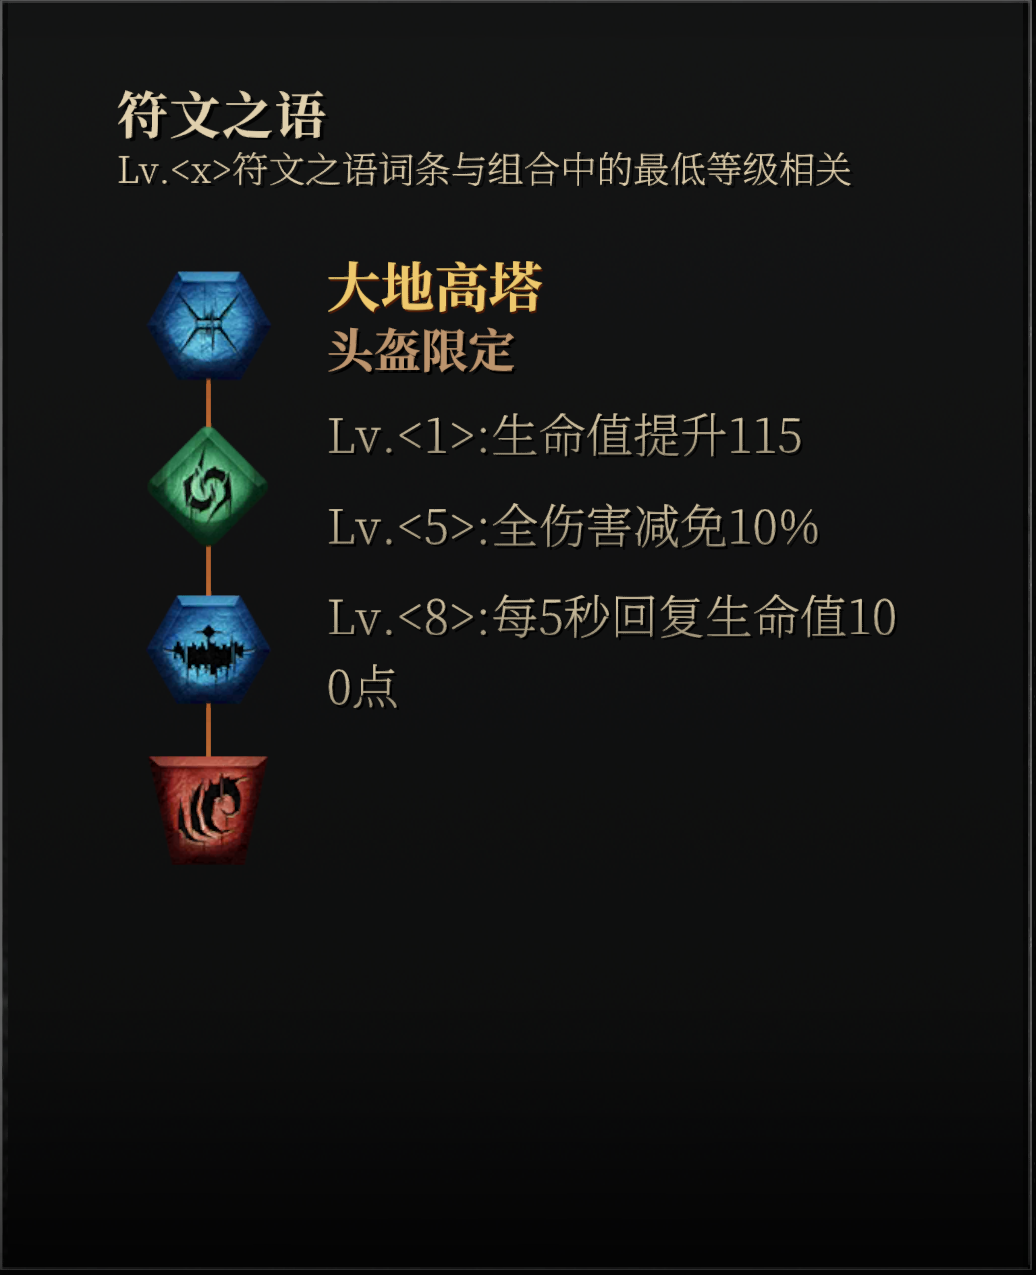 符文之语
Lv.<x>符文之语词条与组合中的最低等级相关
大地高塔
头盔限定
Lv.<1>:生命值提升115
Lv.<5>:全伤害减免10%
Lv.<8>:每5秒回复生命值10
0点